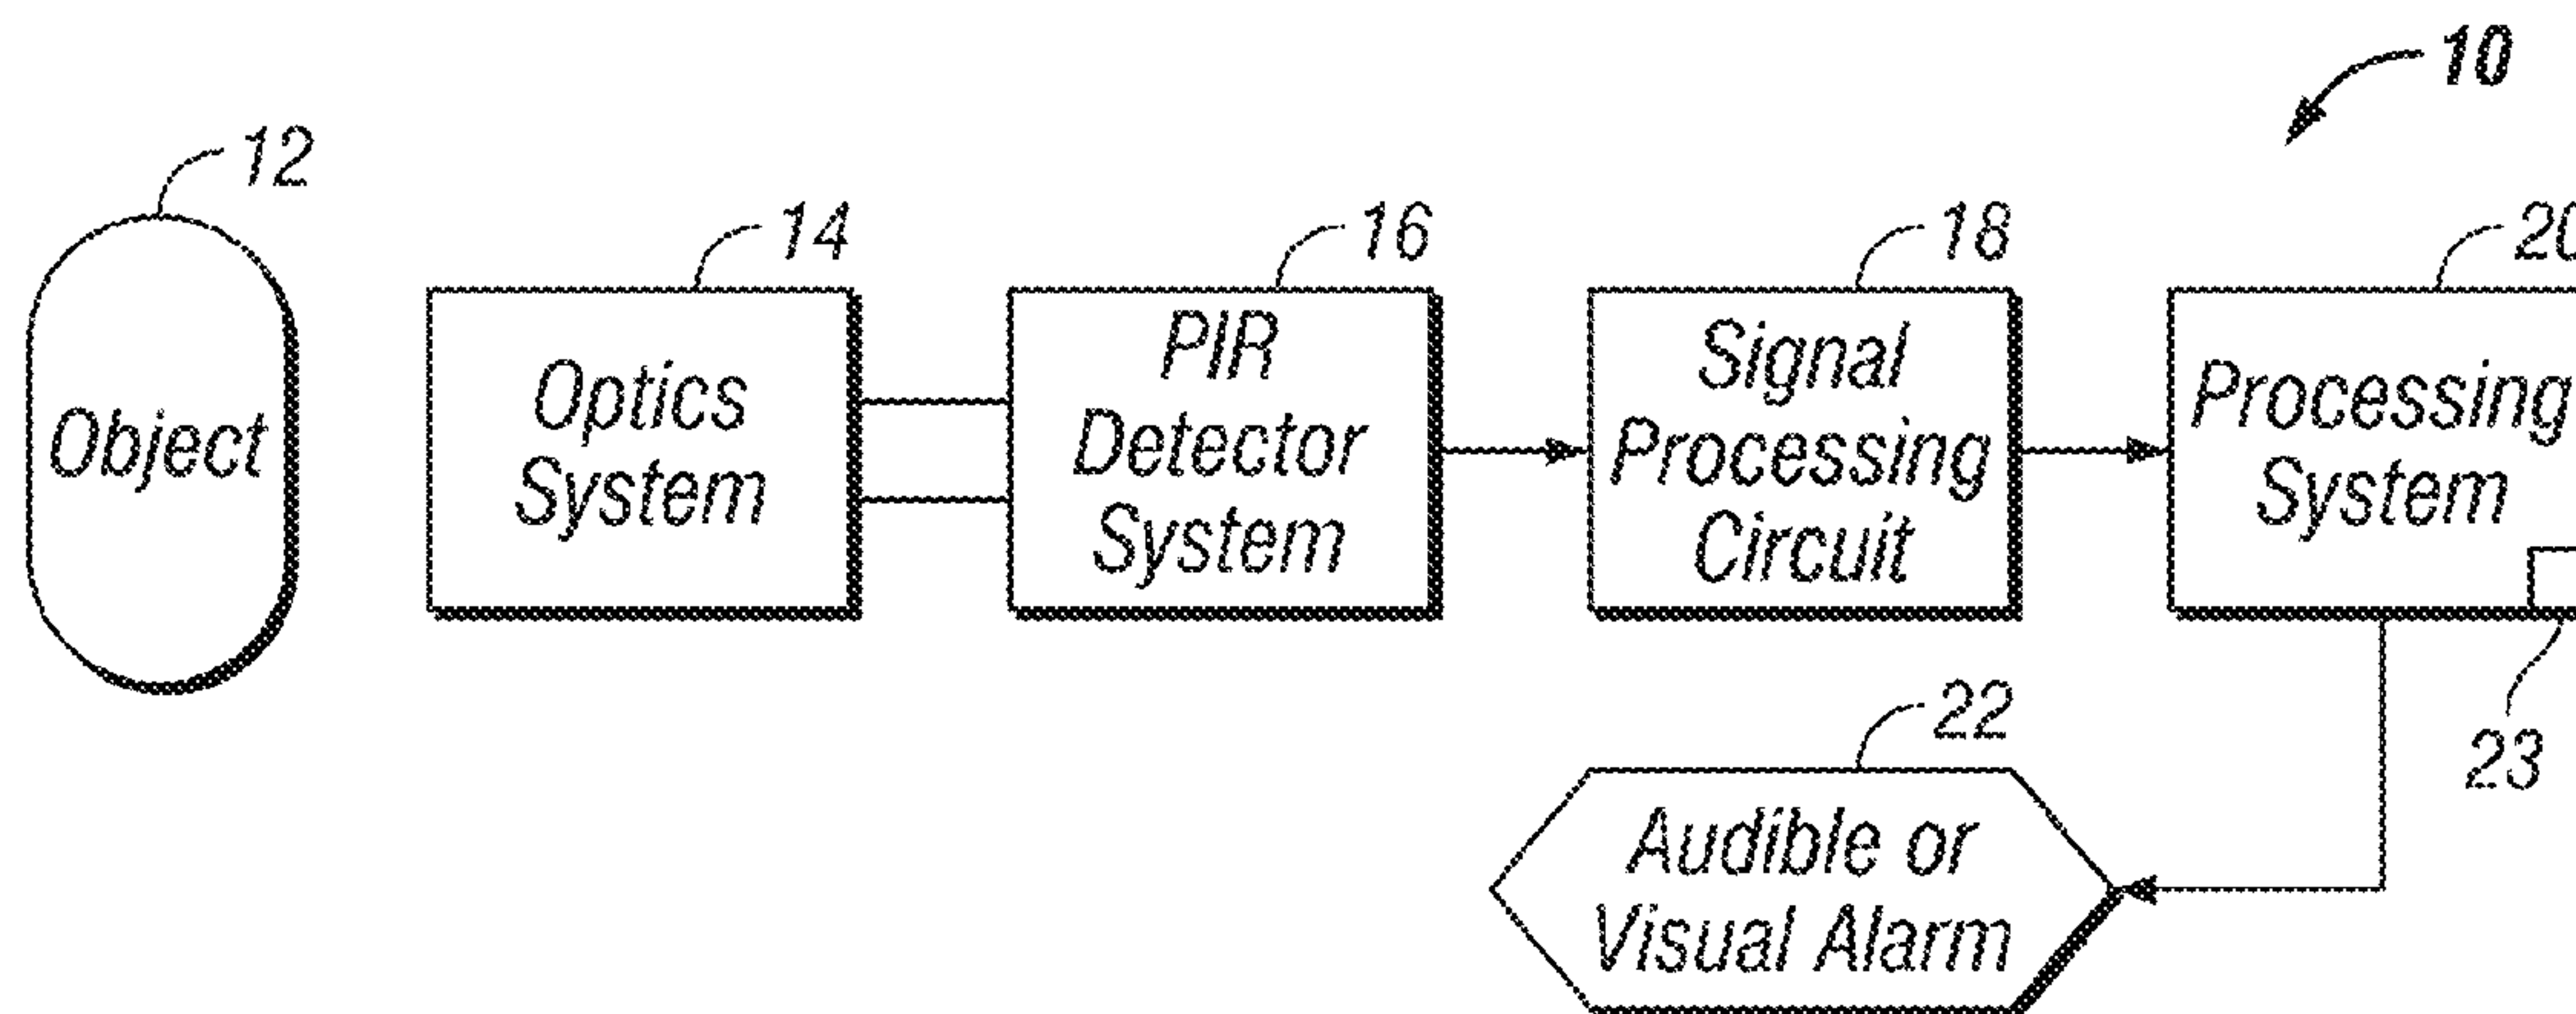 10
12
14
16
18
20
Object
Optics
System
PIR
Detector
System
Signal
Processing
Circuit
Processing
System
22
23
Audible or
Visual Alarm